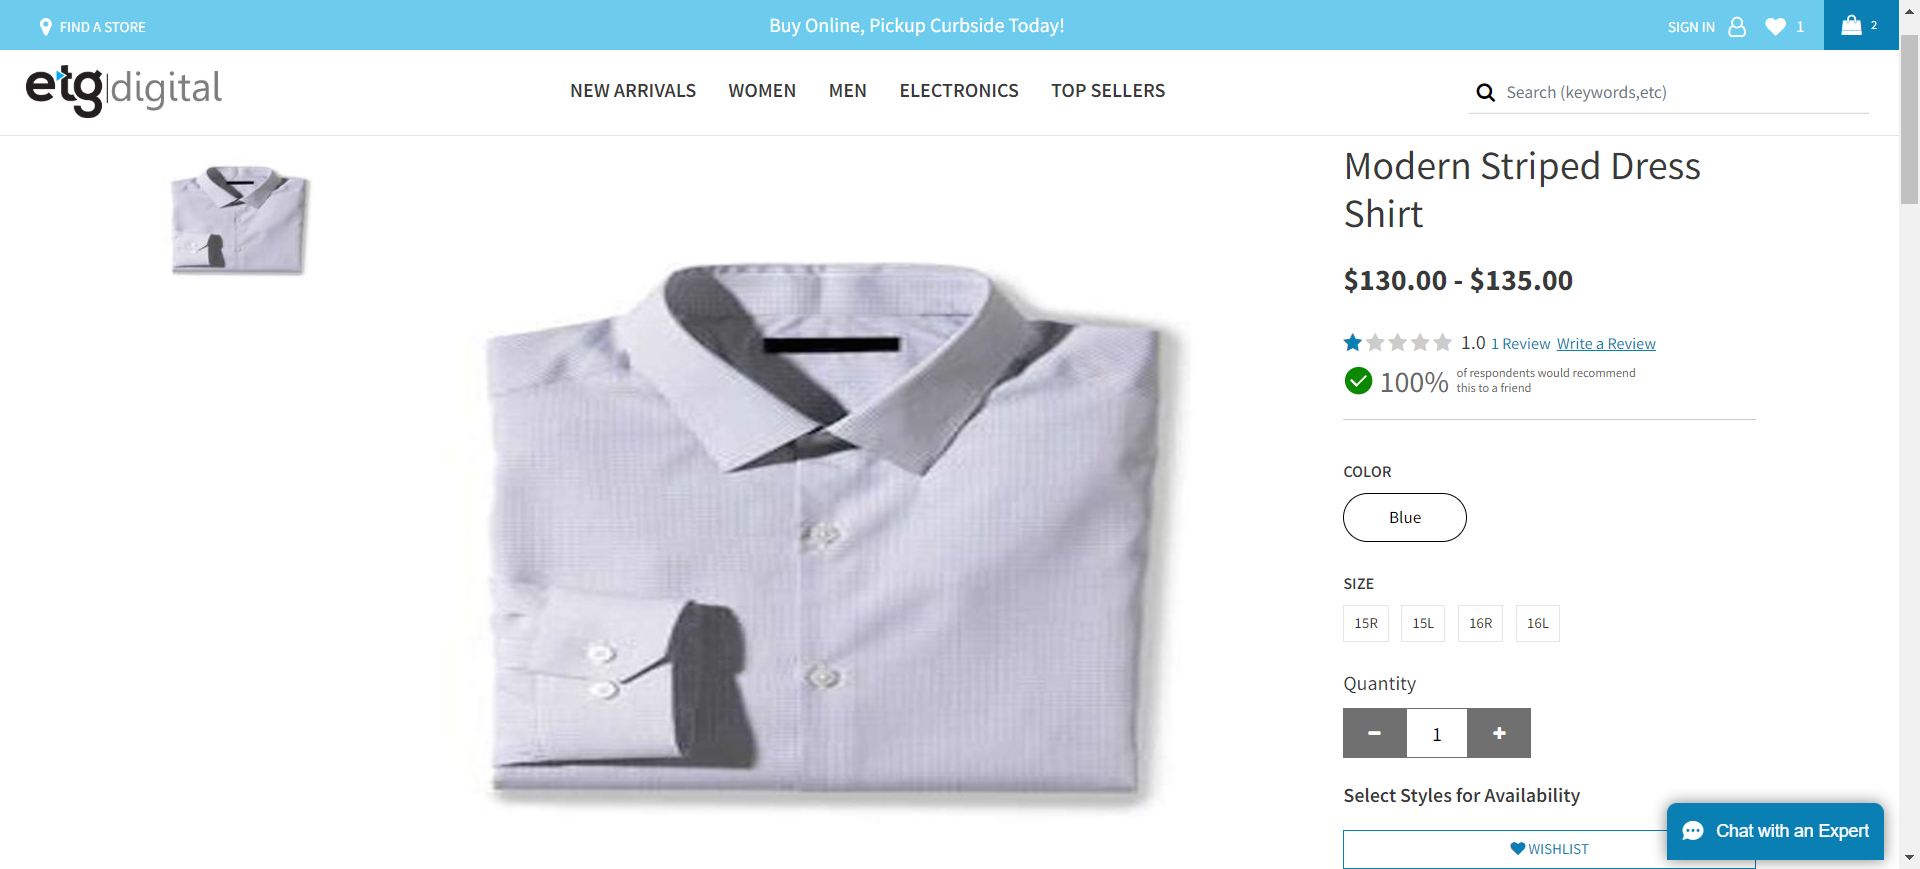 FIND A STORE
Buy Online, Pickup Curbside Today!
SIGN IN
1
2
etg|digital
NEW ARRIVALS
WOMEN
MEN
ELECTRONICS
TOP SELLERS
Search (keywords,etc)
Modern Striped Dress
Shirt
$130.00 - $135.00
1.0 1 Review Write a Review
100%
of respondents would recommend
this to a friend
COLOR
Blue
SIZE
15R
15L
16R
16L
Quantity
1
Select Styles for Availability
WISHLIST
Chat with an Expert